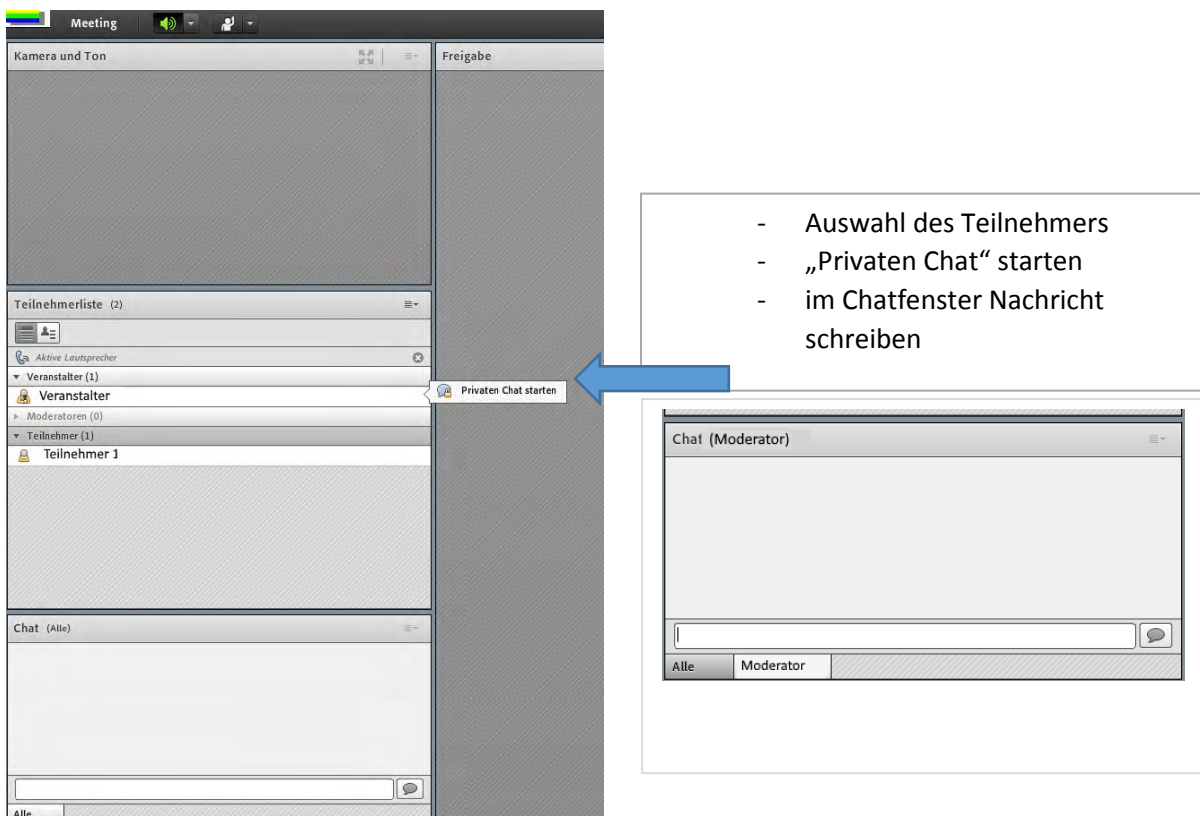 Meeting
Kamera und Ton
Freigabe
Teilnehmerliste (2)
Aktive Lautsprecher
Veranstalter (1)
Veranstalter
Privaten Chat starten
Moderatoren (0)
Teilnehmer (1)
Teilnehmer 1
Chat (Alle)
Alle
- Auswahl des Teilnehmers
- „Privaten Chat“ starten
- im Chatfenster Nachricht
schreiben
Chat (Moderator)
Alle Moderator